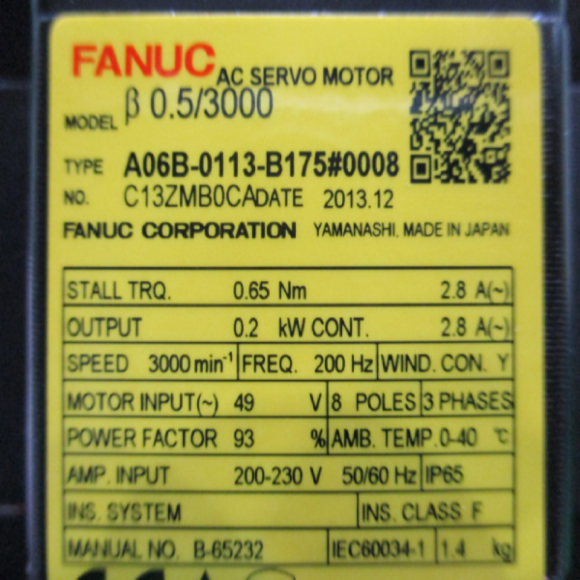 FANUC AC SERVO MOTOR
MODEL β 0.5/3000
TYPE A06B-0113-B175#0008
NO. C13ZMB0CA DATE 2013.12
FANUC CORPORATION YAMANASHI, MADE IN JAPAN
STALL TRQ. 0.65 Nm 2.8 A(~)
OUTPUT 0.2 kW CONT. 2.8 A(~)
SPEED 3000 min⁻¹ FREQ. 200 Hz WIND. CON. Y
MOTOR INPUT(~) 49 V 8 POLES 3 PHASES
POWER FACTOR 93 % AMB. TEMP. 0-40 °C
AMP. INPUT 200-230 V 50/60 Hz IP65
INS. SYSTEM INS. CLASS F
MANUAL NO. B-65232 IEC60034-1 1.4 kg